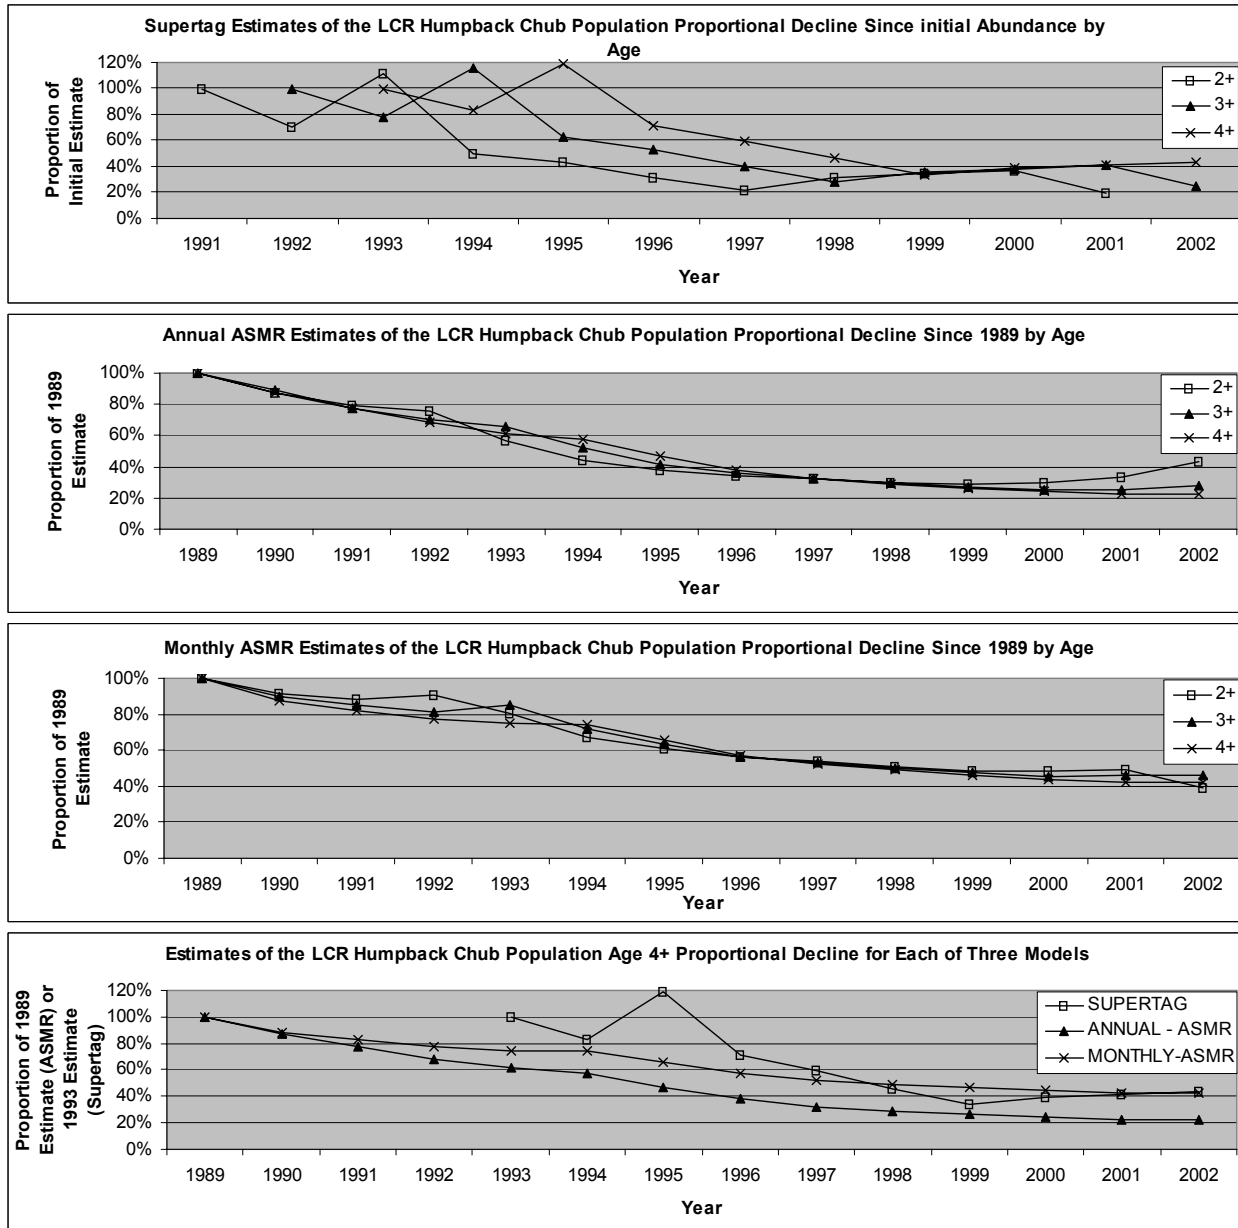 Supertag Estimates of the LCR Humpback Chub Population Proportional Decline Since initial Abundance by
Age
Proportion of
Initial Estimate
120%
100%
80%
60%
40%
20%
0%
2+
3+
4+
1991 1992 1993 1994 1995 1996 1997 1998 1999 2000 2001 2002
Year
Annual ASMR Estimates of the LCR Humpback Chub Population Proportional Decline Since 1989 by Age
Proportion of 1989
Estimate
100%
80%
60%
40%
20%
0%
2+
3+
4+
1989 1990 1991 1992 1993 1994 1995 1996 1997 1998 1999 2000 2001 2002
Year
Monthly ASMR Estimates of the LCR Humpback Chub Population Proportional Decline Since 1989 by Age
Proportion of 1989
Estimate
100%
80%
60%
40%
20%
0%
2+
3+
4+
1989 1990 1991 1992 1993 1994 1995 1996 1997 1998 1999 2000 2001 2002
Year
Estimates of the LCR Humpback Chub Population Age 4+ Proportional Decline for Each of Three Models
Proportion of 1989
Estimate (ASMR) or
1993 Estimate
(Supertag)
120%
100%
80%
60%
40%
20%
0%
SUPERTAG
ANNUAL - ASMR
MONTHLY-ASMR
1989 1990 1991 1992 1993 1994 1995 1996 1997 1998 1999 2000 2001 2002
Year